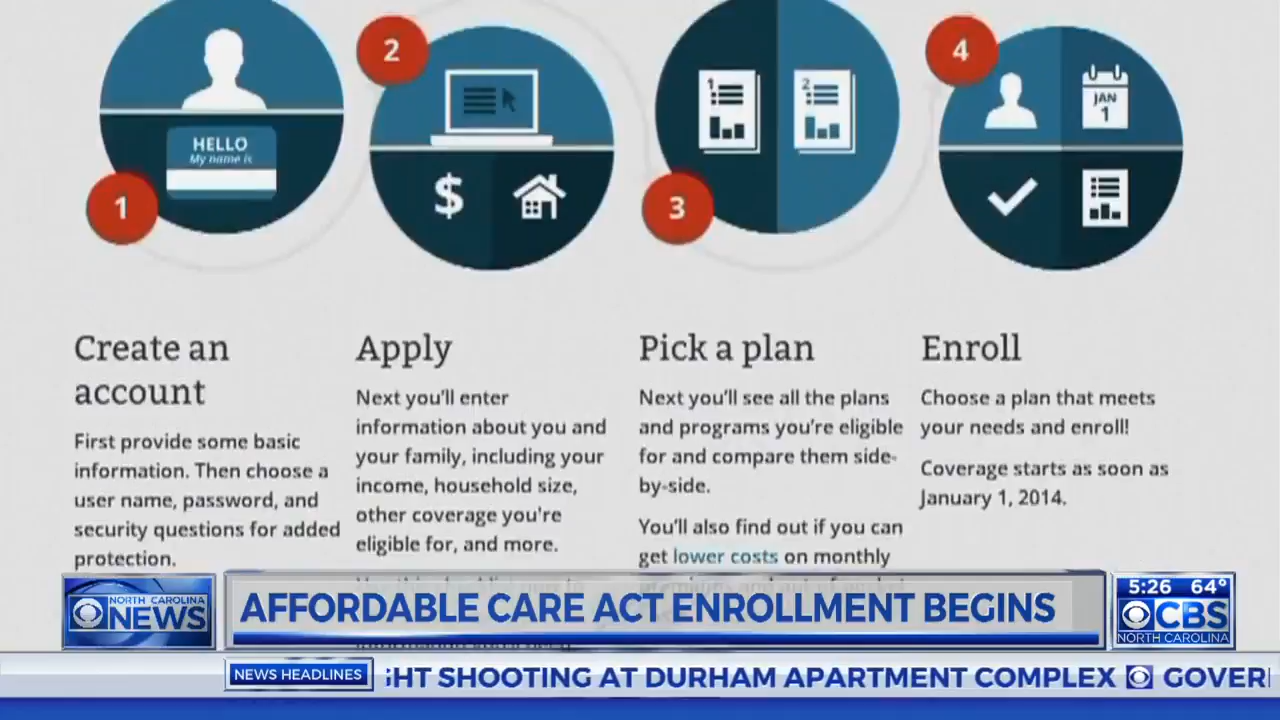 1
HELLO
My name is
2
$
3
1
2
4
JAN
1
Create an
account
First provide some basic
information. Then choose a
user name, password, and
security questions for added
protection.
Apply
Next you'll enter
information about you and
your family, including your
income, household size,
other coverage you're
eligible for, and more.
Pick a plan
Next you'll see all the plans
and programs you're eligible
for and compare them side-
by-side.
You'll also find out if you can
get lower costs on monthly
Enroll
Choose a plan that meets
your needs and enroll!
Coverage starts as soon as
January 1, 2014.
NORTH CAROLINA
NEWS
AFFORDABLE CARE ACT ENROLLMENT BEGINS
5:26 64°
CBS
NORTH CAROLINA
NEWS HEADLINES
SHOOTING AT DURHAM APARTMENT COMPLEX